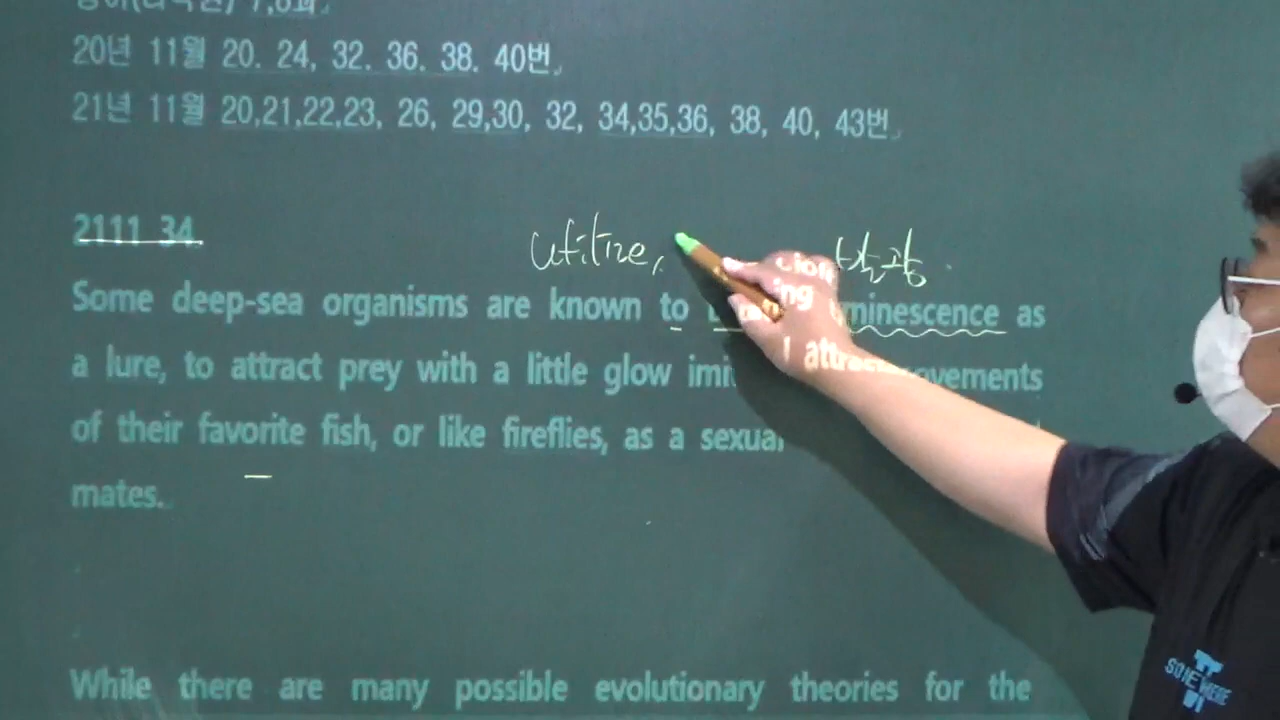 20년 11월 20. 24, 32. 36. 38. 40번
21년 11월 20,21,22,23, 26, 29,30, 32, 34,35,36, 38, 40, 43번
2111 34
utilize, 발광
Some deep-sea organisms are known to minescence as
a lure, to attract prey with a little glow imi ovements
of their favorite fish, or like fireflies, as a sexual
mates.
While there are many possible evolutionary theories for the